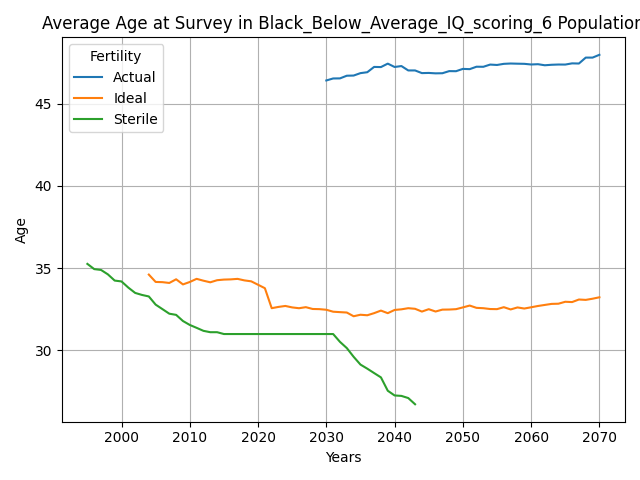 Average Age at Survey in Black_Below_Average_IQ_scoring_6 Population
Fertility
Actual
Ideal
Sterile
45
40
35
30
Age
2000 2010 2020 2030 2040 2050 2060 2070
Years